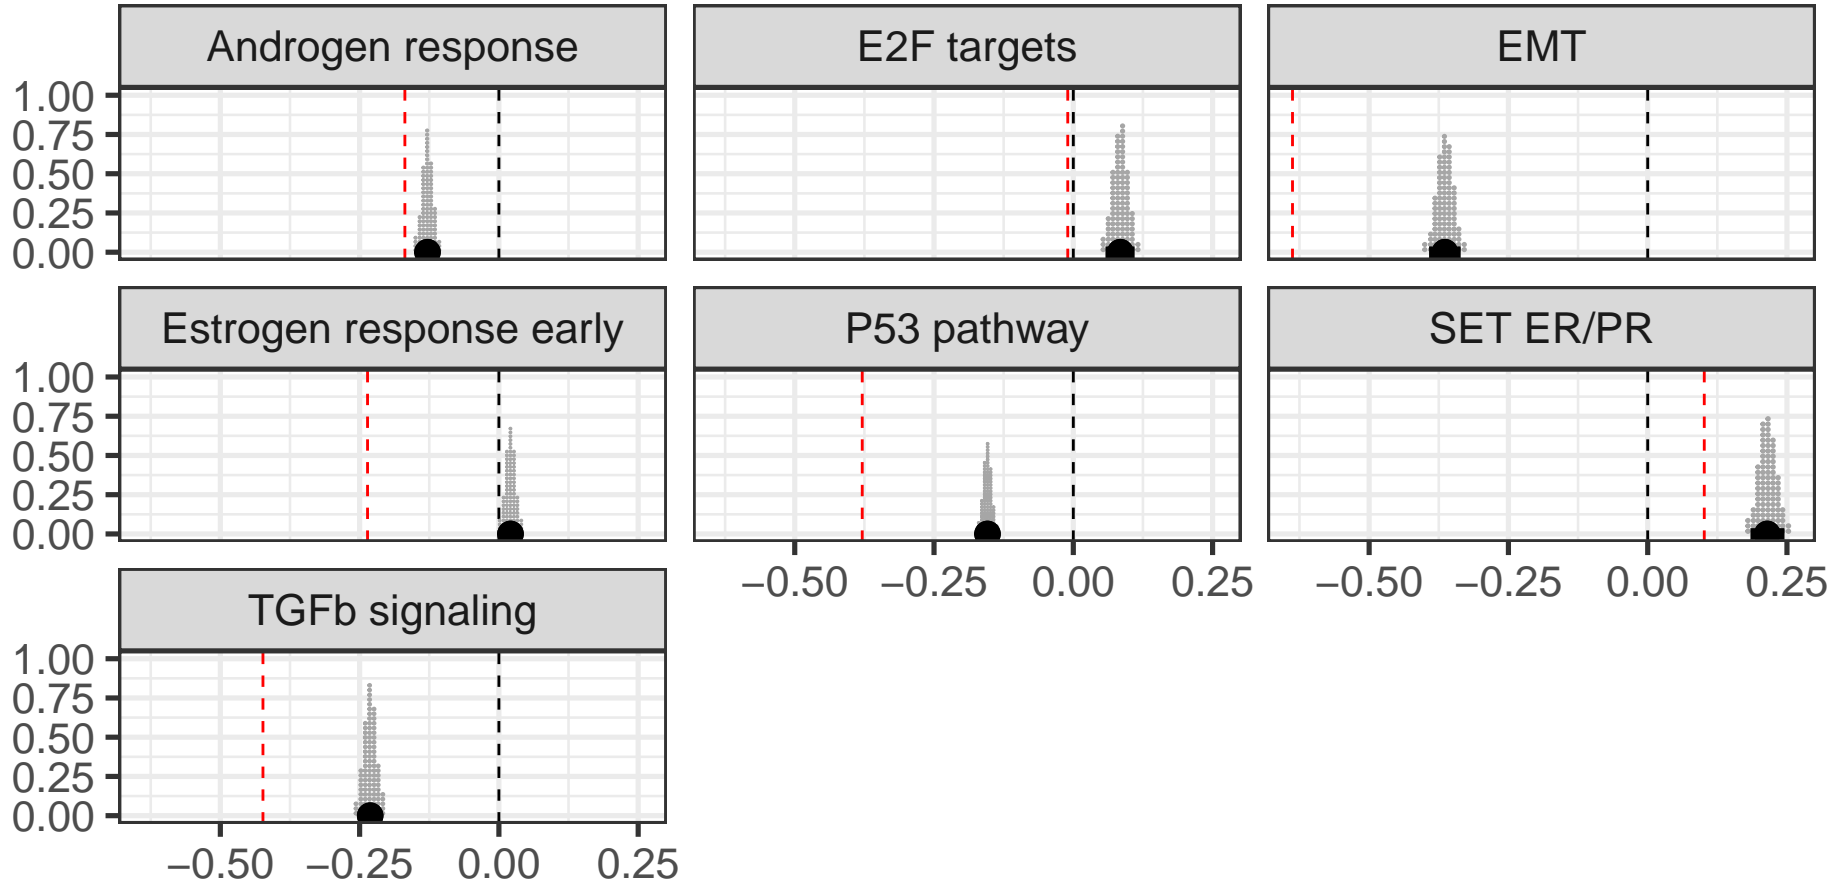 Androgen response
E2F targets
EMT
1.00
0.75
0.50
0.25
0.00
Estrogen response early
P53 pathway
SET ER/PR
1.00
0.75
0.50
0.25
0.00
−0.50 −0.25 0.00 0.25
−0.50 −0.25 0.00 0.25
TGFb signaling
1.00
0.75
0.50
0.25
0.00
−0.50 −0.25 0.00 0.25